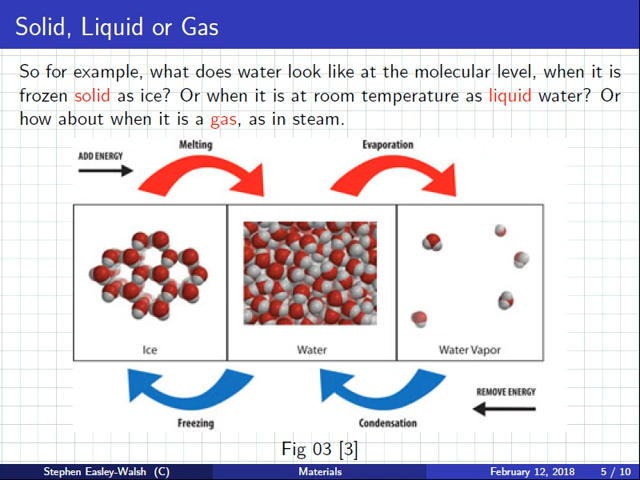 Solid, Liquid or Gas
So for example, what does water look like at the molecular level, when it is
frozen solid as ice? Or when it is at room temperature as liquid water? Or
how about when it is a gas, as in steam.
Melting
Evaporation
ADD ENERGY
Ice
Water
Water Vapor
REMOVE ENERGY
Freezing
Condensation
Fig 03 [3]
Stephen Easley-Walsh (C)
Materials
February 12, 2018
5 / 10